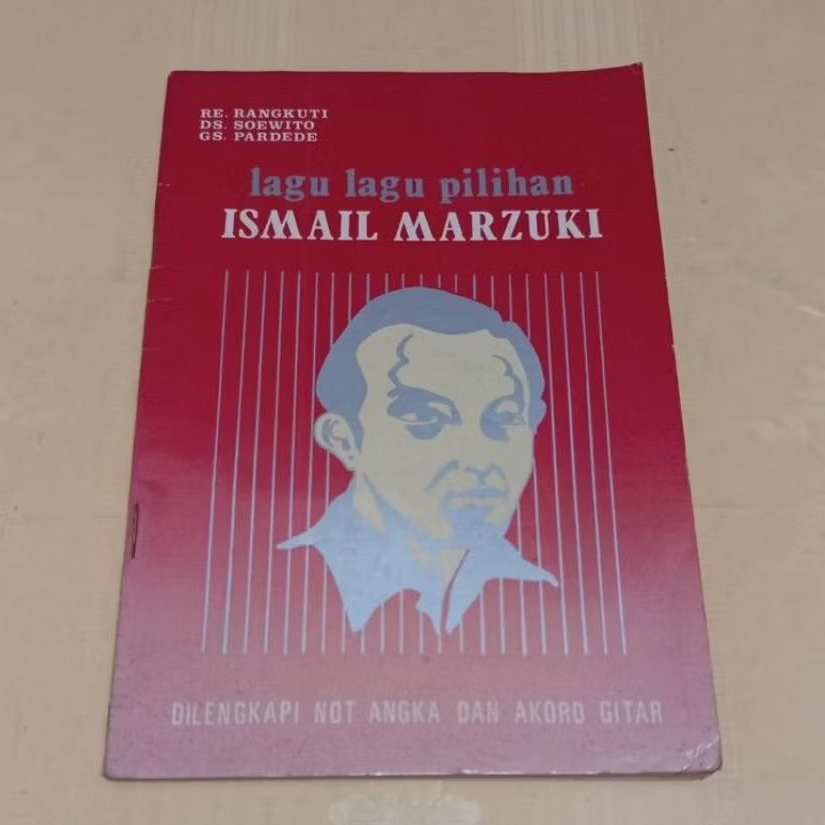 RE. RANGKUTI
DS. SOEWITO
GS. PARDEDE
lagu lagu pilihan
ISMAIL MARZUKI
DILENGKAPI NOT ANGKA DAN AKORD GITAR